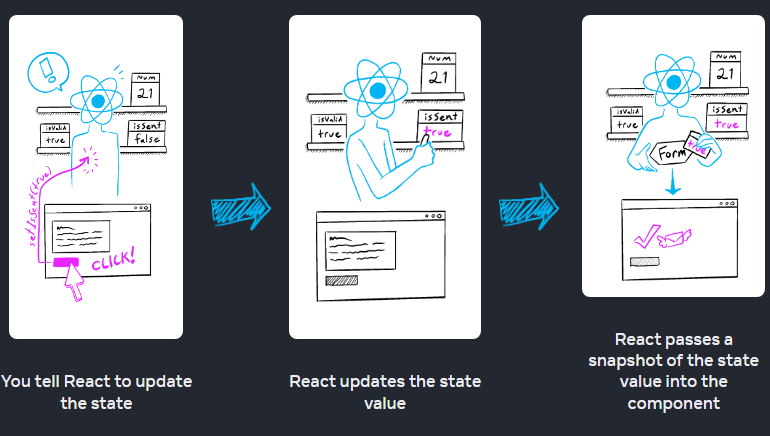 !
Num
21
isValid
true
isSent
false
setIsSent(true)
CLICK!
You tell React to update
the state
Num
21
isSent
true
React updates the state
value
Num
21
isValid
true
isSent
true
Form
true
React passes a
snapshot of the state
value into the
component